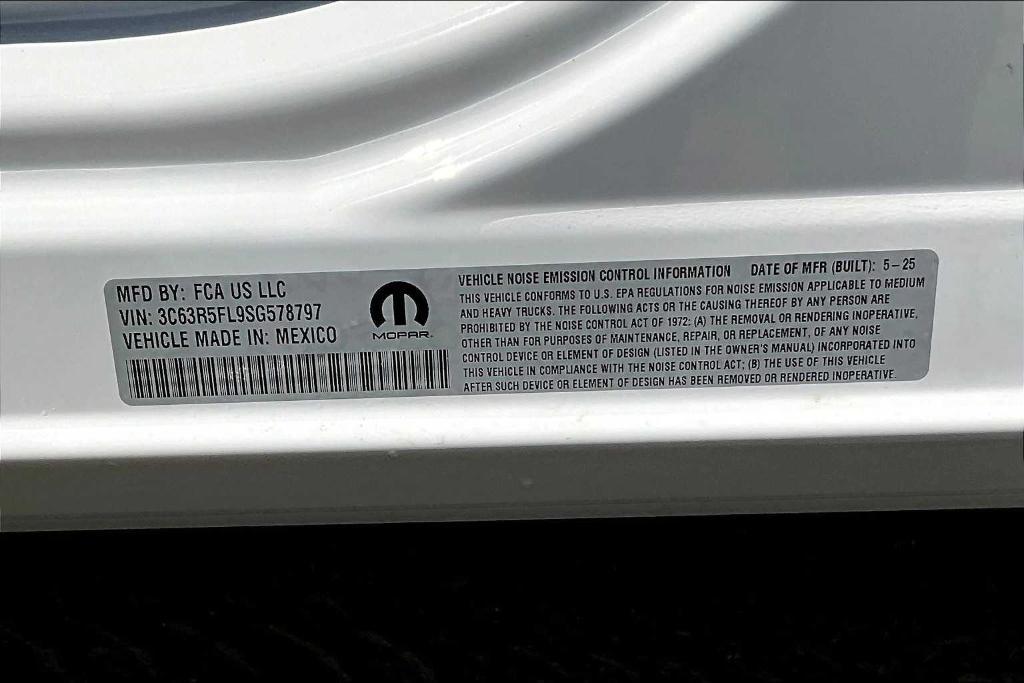 MFD BY: FCA US LLC
VIN: 3C63R5FL9SG578797
VEHICLE MADE IN: MEXICO
MOPAR.
VEHICLE NOISE EMISSION CONTROL INFORMATION DATE OF MFR (BUILT): 5-25
THIS VEHICLE CONFORMS TO U.S. EPA REGULATIONS FOR NOISE EMISSION APPLICABLE TO MEDIUM
AND HEAVY TRUCKS. THE FOLLOWING ACTS OR THE CAUSING THEREOF BY ANY PERSON ARE
PROHIBITED BY THE NOISE CONTROL ACT OF 1972: (A) THE REMOVAL OR RENDERING INOPERATIVE,
OTHER THAN FOR PURPOSES OF MAINTENANCE, REPAIR, OR REPLACEMENT, OF ANY NOISE
CONTROL DEVICE OR ELEMENT OF DESIGN (LISTED IN THE OWNER'S MANUAL) INCORPORATED INTO
THIS VEHICLE IN COMPLIANCE WITH THE NOISE CONTROL ACT; (B) THE USE OF THIS VEHICLE
AFTER SUCH DEVICE OR ELEMENT OF DESIGN HAS BEEN REMOVED OR RENDERED INOPERATIVE.